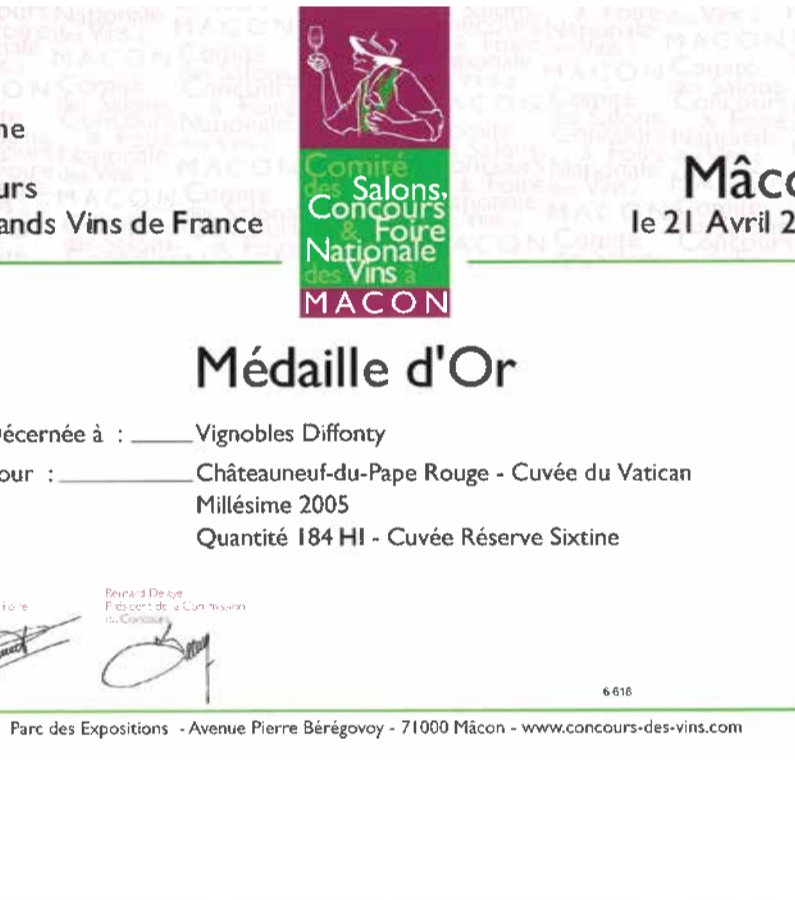 ne
urs
ands Vins de France
Comité
des Salons,
Concours
& Foire
Nationale
des Vins à
MACON
Mâco
le 21 Avril 2
Médaille d'Or
écernée à : Vignobles Diffonty
our : Châteauneuf-du-Pape Rouge - Cuvée du Vatican
Millésime 2005
Quantité 184 Hl - Cuvée Réserve Sixtine
Bernard Delaye
Président de la Commission
du Concours
Foire
6618
Parc des Expositions - Avenue Pierre Bérégovoy - 71000 Mâcon - www.concours-des-vins.com